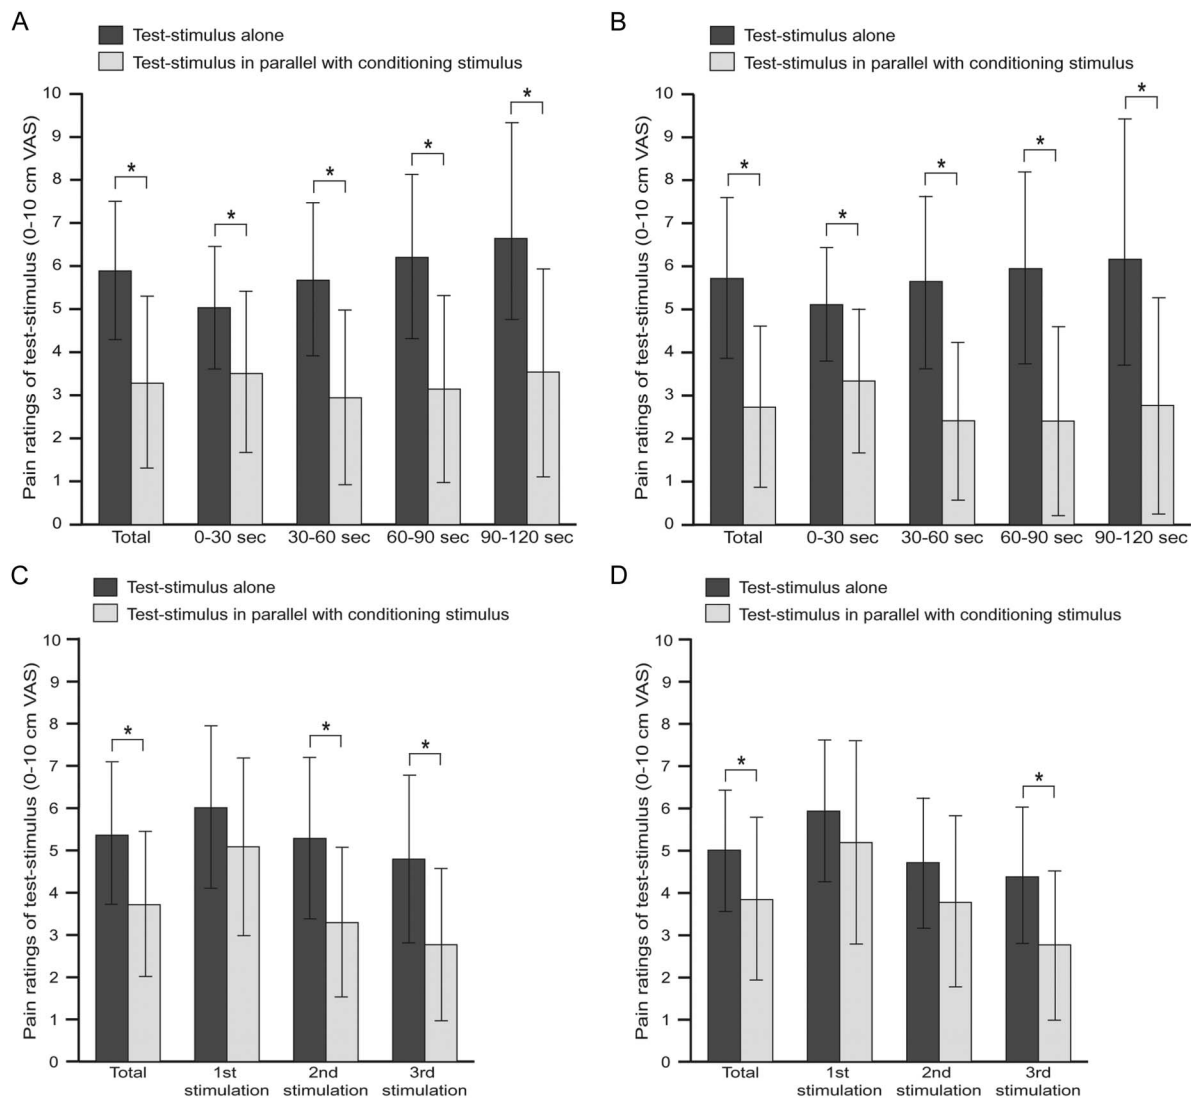 A
Test-stimulus alone
Test-stimulus in parallel with conditioning stimulus
Pain ratings of test-stimulus (0-10 cm VAS)
10
9
8
7
6
5
4
3
2
1
0
* * * * *
Total 0-30 sec 30-60 sec 60-90 sec 90-120 sec
B
Test-stimulus alone
Test-stimulus in parallel with conditioning stimulus
Pain ratings of test-stimulus (0-10 cm VAS)
10
9
8
7
6
5
4
3
2
1
0
* * * * *
Total 0-30 sec 30-60 sec 60-90 sec 90-120 sec
C
Test-stimulus alone
Test-stimulus in parallel with conditioning stimulus
Pain ratings of test-stimulus (0-10 cm VAS)
10
9
8
7
6
5
4
3
2
1
0
* * *
Total 1st 2nd 3rd
stimulation stimulation stimulation
D
Test-stimulus alone
Test-stimulus in parallel with conditioning stimulus
Pain ratings of test-stimulus (0-10 cm VAS)
10
9
8
7
6
5
4
3
2
1
0
* *
Total 1st 2nd 3rd
stimulation stimulation stimulation